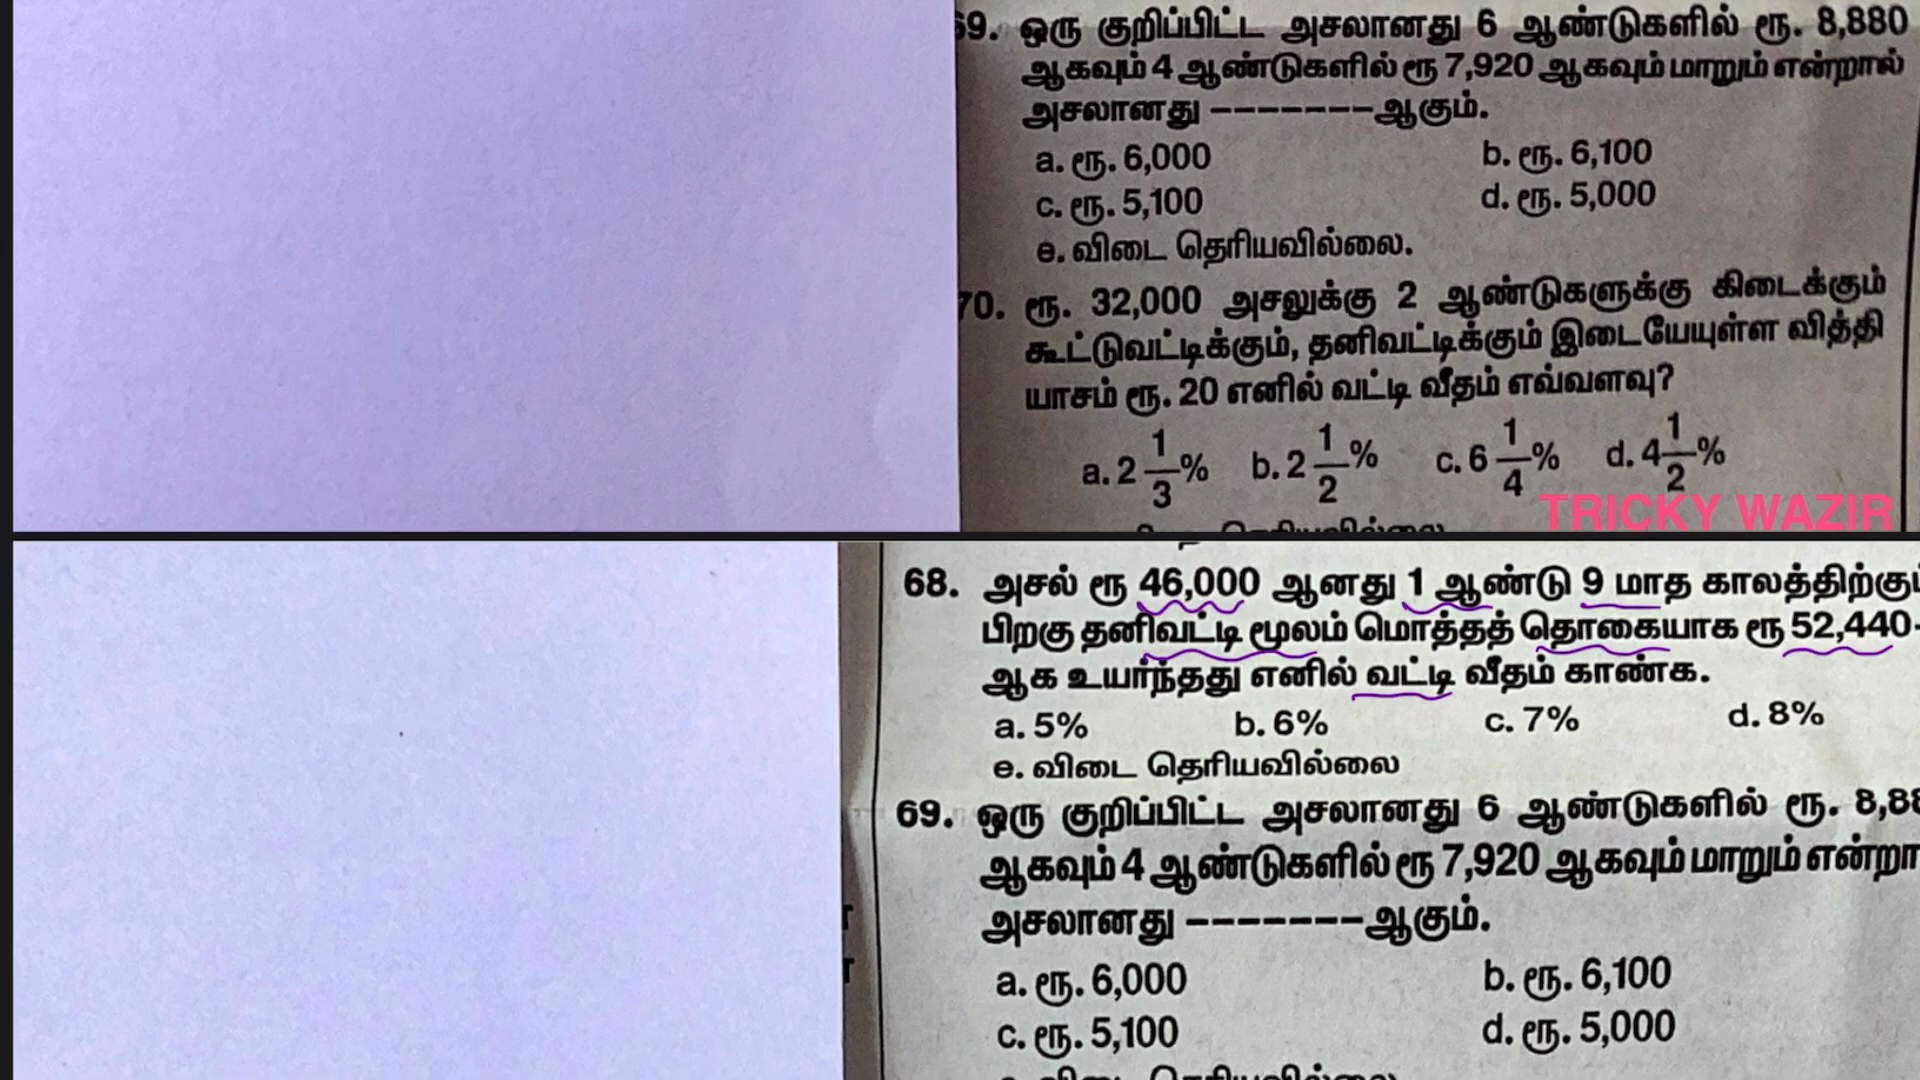 69. ஒரு குறிப்பிட்ட அசலானது 6 ஆண்டுகளில் ரூ. 8,880
ஆகவும் 4 ஆண்டுகளில் ரூ 7,920 ஆகவும் மாறும் என்றால்
அசலானது -------ஆகும்.
a. ரூ. 6,000 b. ரூ. 6,100
c. ரூ. 5,100 d. ரூ. 5,000
e. விடை தெரியவில்லை.
70. ரூ. 32,000 அசலுக்கு 2 ஆண்டுகளுக்கு கிடைக்கும்
கூட்டுவட்டிக்கும், தனிவட்டிக்கும் இடையேயுள்ள வித்தி
யாசம் ரூ. 20 எனில் வட்டி வீதம் எவ்வளவு?
a. 2 1/3 % b. 2 1/2 % c. 6 1/4 % d. 4 1/2 %
TRICKY WAZIR
68. அசல் ரூ 46,000 ஆனது 1 ஆண்டு 9 மாத காலத்திற்கு
பிறகு தனிவட்டி மூலம் மொத்தத் தொகையாக ரூ 52,440-
ஆக உயர்ந்தது எனில் வட்டி வீதம் காண்க.
a. 5% b. 6% c. 7% d. 8%
e. விடை தெரியவில்லை
69. ஒரு குறிப்பிட்ட அசலானது 6 ஆண்டுகளில் ரூ. 8,88
ஆகவும் 4 ஆண்டுகளில் ரூ 7,920 ஆகவும் மாறும் என்றா
அசலானது -------ஆகும்.
a. ரூ. 6,000 b. ரூ. 6,100
c. ரூ. 5,100 d. ரூ. 5,000